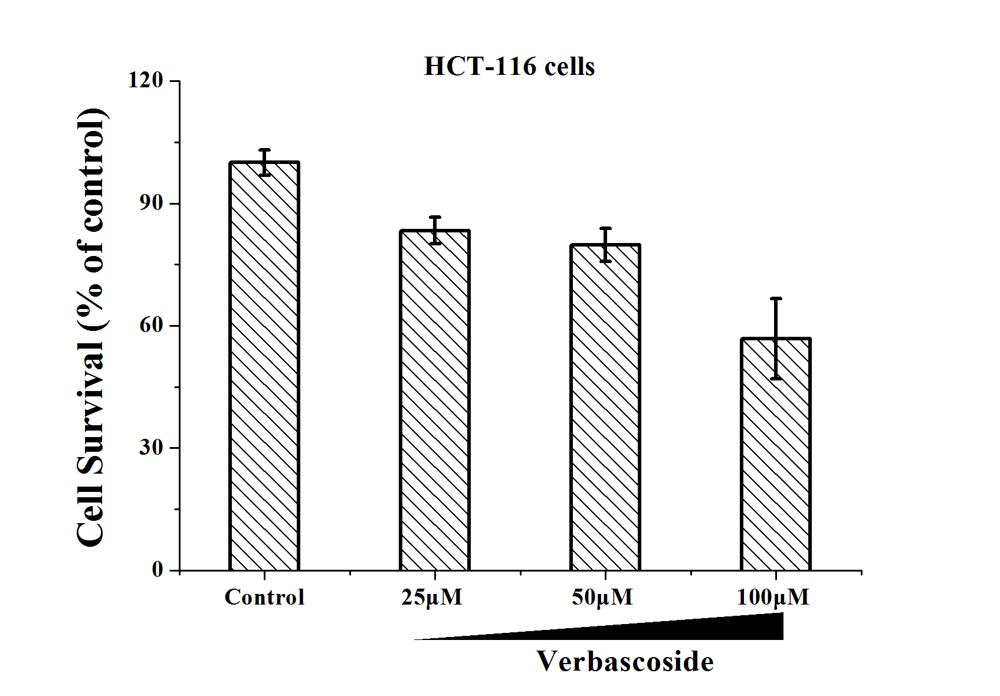 HCT-116 cells
Cell Survival (% of control)
120
90
60
30
0
Control 25μM 50μM 100μM
Verbascoside